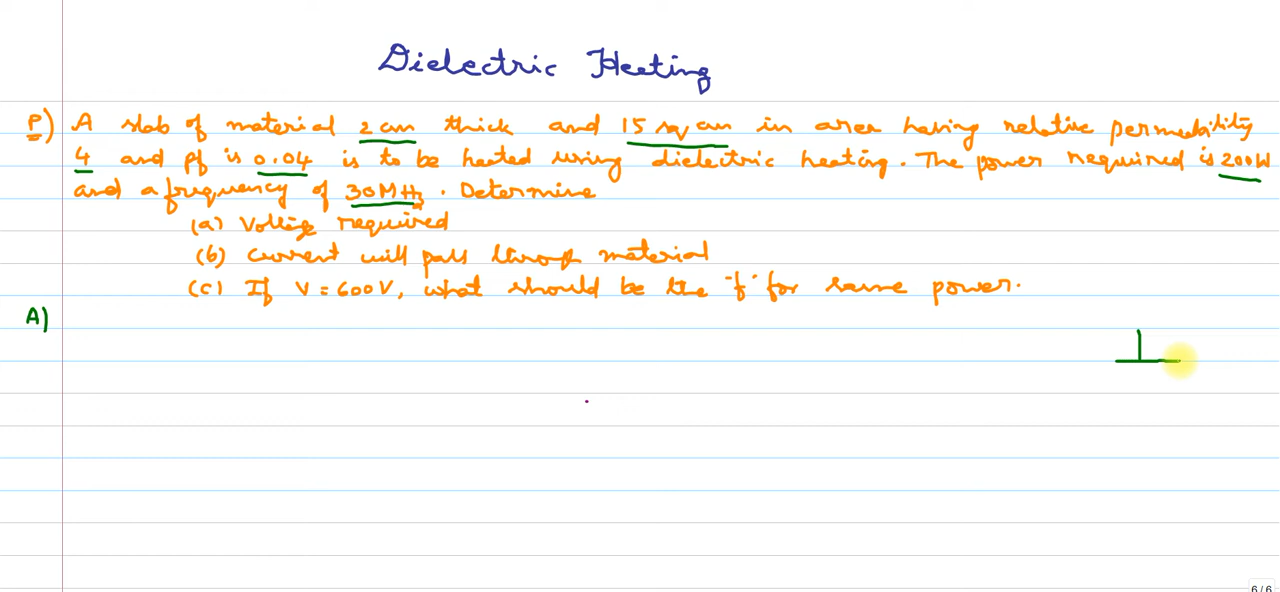 Dielectric Heating
P) A slab of material 2 cm thick and 15 sq cm in area having relative permeability
4 and pf is 0.04 is to be heated using dielectric heating. The power required is 200W
and a frequency of 30MHz. Determine
(a) Voltage required
(b) Current will pass through material
(c) If V = 600V, what should be the 'f' for same power.
A)
6 / 6